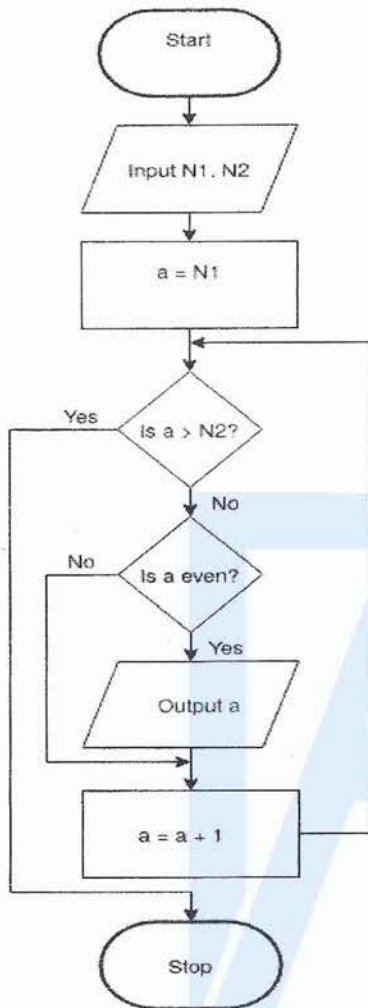 Start
Input N1, N2
a = N1
Yes
Is a > N2?
No
No
Is a even?
Yes
Output a
a = a + 1
Stop